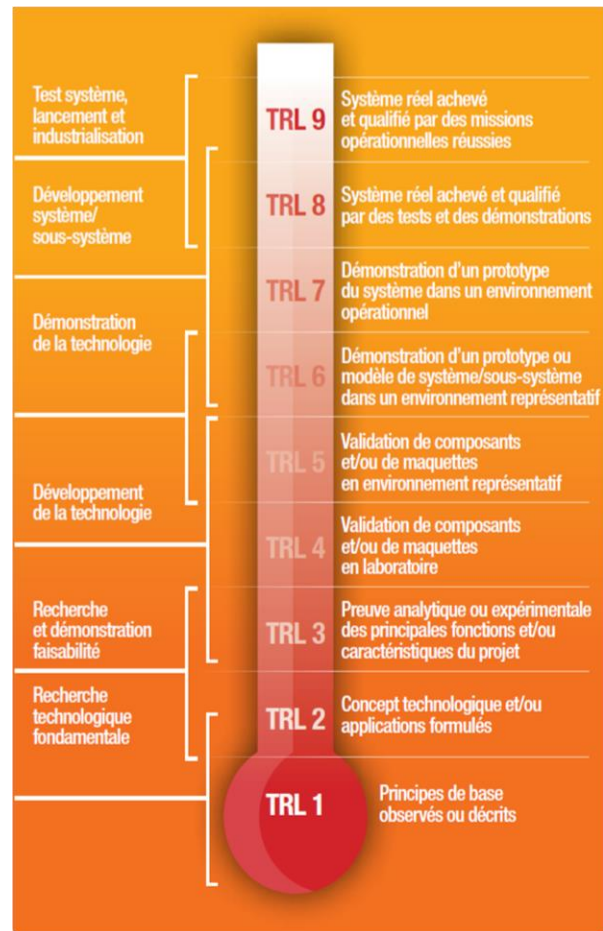 Test système,
lancement et
industrialisation
TRL 9
Système réel achevé
et qualifié par des missions
opérationnelles réussies
Développement
système/
sous-système
TRL 8
Système réel achevé et qualifié
par des tests et des démonstrations
TRL 7
Démonstration d'un prototype
du système dans un environnement
opérationnel
Démonstration
de la technologie
TRL 6
Démonstration d'un prototype ou
modèle de système/sous-système
dans un environnement représentatif
TRL 5
Validation de composants
et/ou de maquettes
en environnement représentatif
Développement
de la technologie
TRL 4
Validation de composants
et/ou de maquettes
en laboratoire
Recherche
et démonstration
faisabilité
TRL 3
Preuve analytique ou expérimentale
des principales fonctions et/ou
caractéristiques du projet
Recherche
technologique
fondamentale
TRL 2
Concept technologique et/ou
applications formulés
TRL 1
Principes de base
observés ou décrits